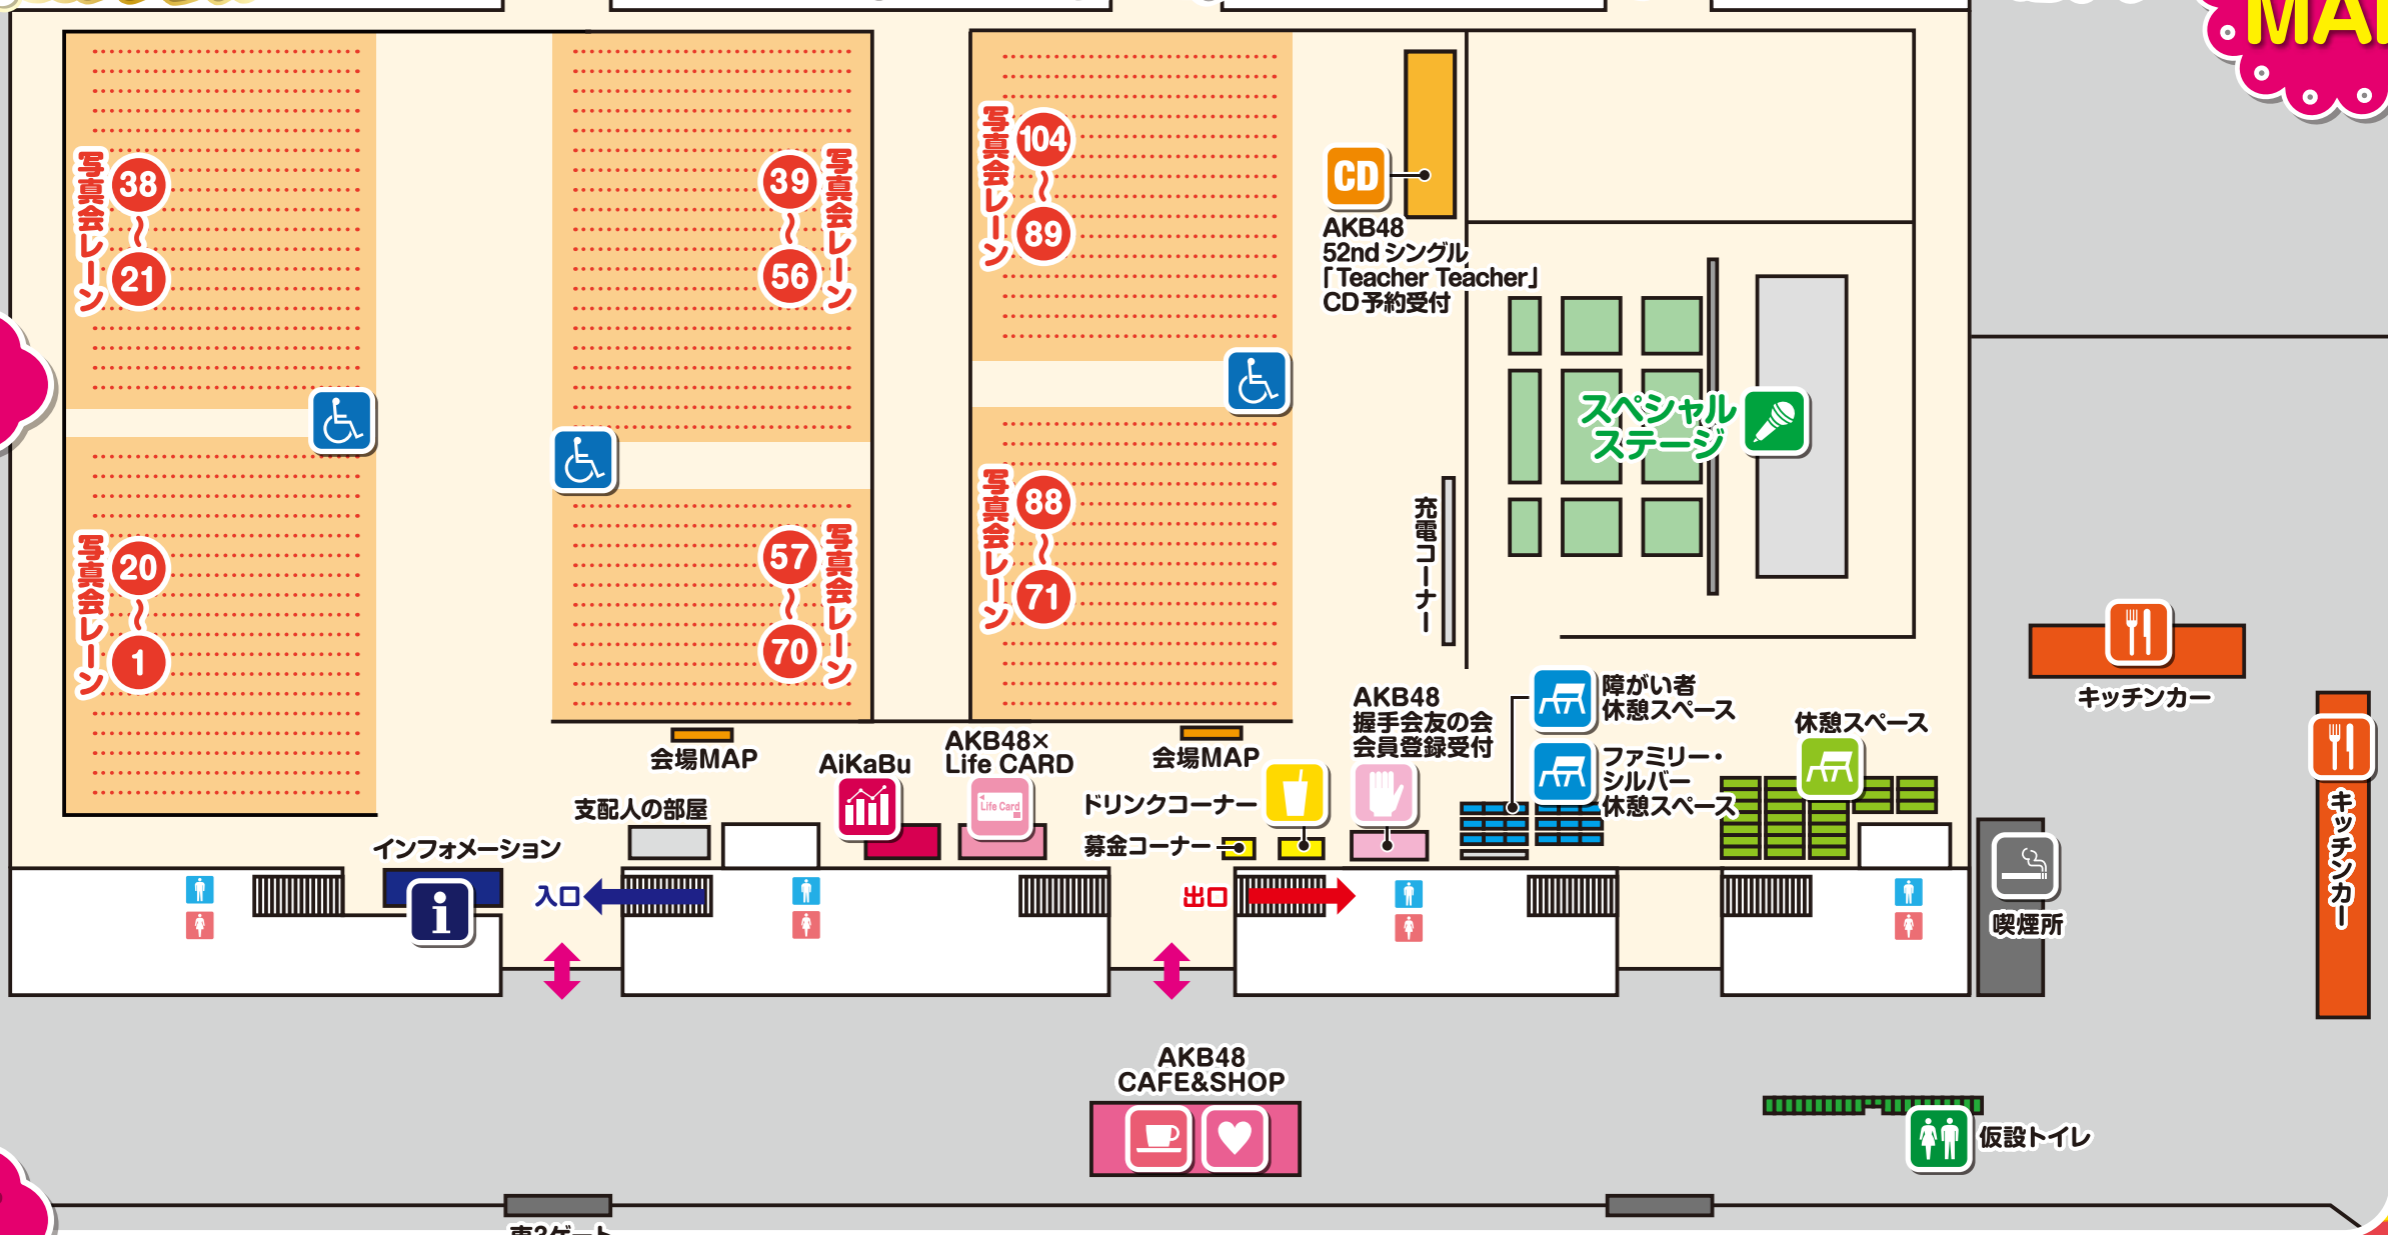 MA
写真会レーン
38
〜
21
39
〜
56
写真会レーン
写真会レーン
104
〜
89
CD
AKB48
52nd シングル
「Teacher Teacher」
CD予約受付
スペシャル
ステージ
写真会レーン
20
〜
1
57
〜
70
写真会レーン
写真会レーン
88
〜
71
充電コーナー
キッチンカー
キッチンカー
会場MAP
AiKaBu
AKB48×
Life CARD
Life Card
会場MAP
AKB48
握手会友の会
会員登録受付
障がい者
休憩スペース
ファミリー・
シルバー
休憩スペース
休憩スペース
支配人の部屋
ドリンクコーナー
募金コーナー
インフォメーション
i
入口
出口
喫煙所
AKB48
CAFE&SHOP
仮設トイレ